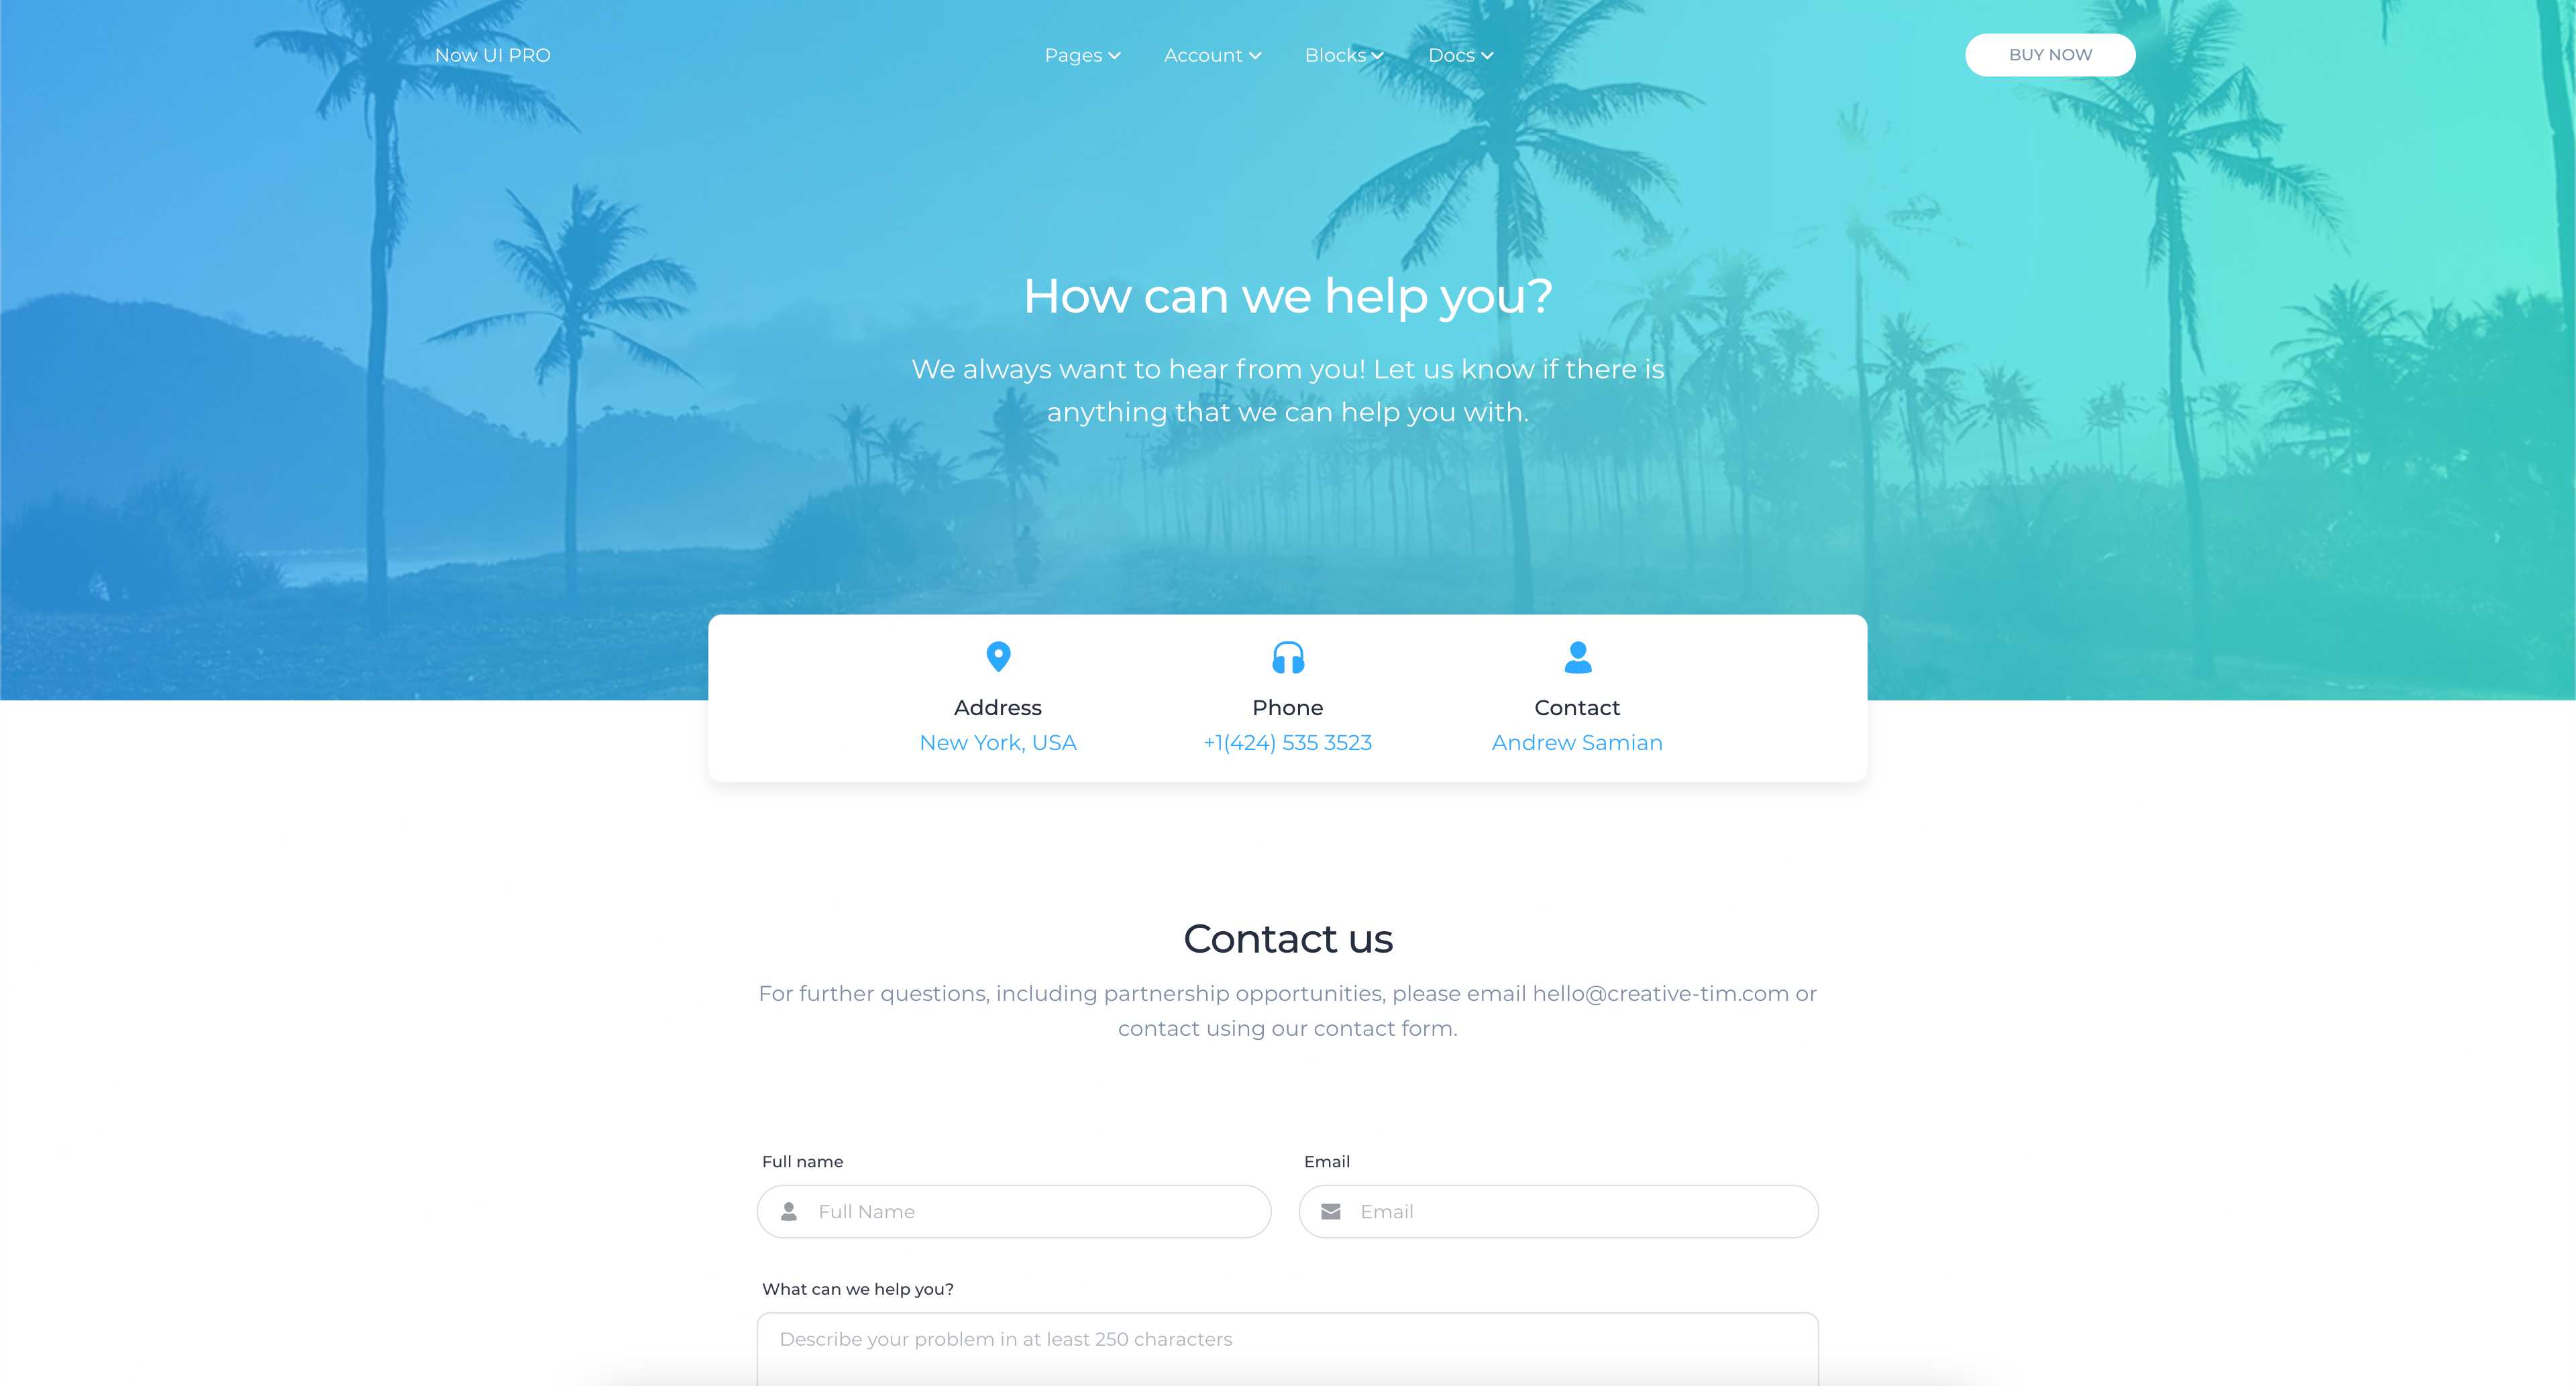 Now UI PRO
Pages
Account
Blocks
Docs
BUY NOW
How can we help you?
We always want to hear from you! Let us know if there is
anything that we can help you with.
Address
New York, USA
Phone
+1(424) 535 3523
Contact
Andrew Samian
Contact us
For further questions, including partnership opportunities, please email hello@creative-tim.com or
contact using our contact form.
Full name
Full Name
Email
Email
What can we help you?
Describe your problem in at least 250 characters